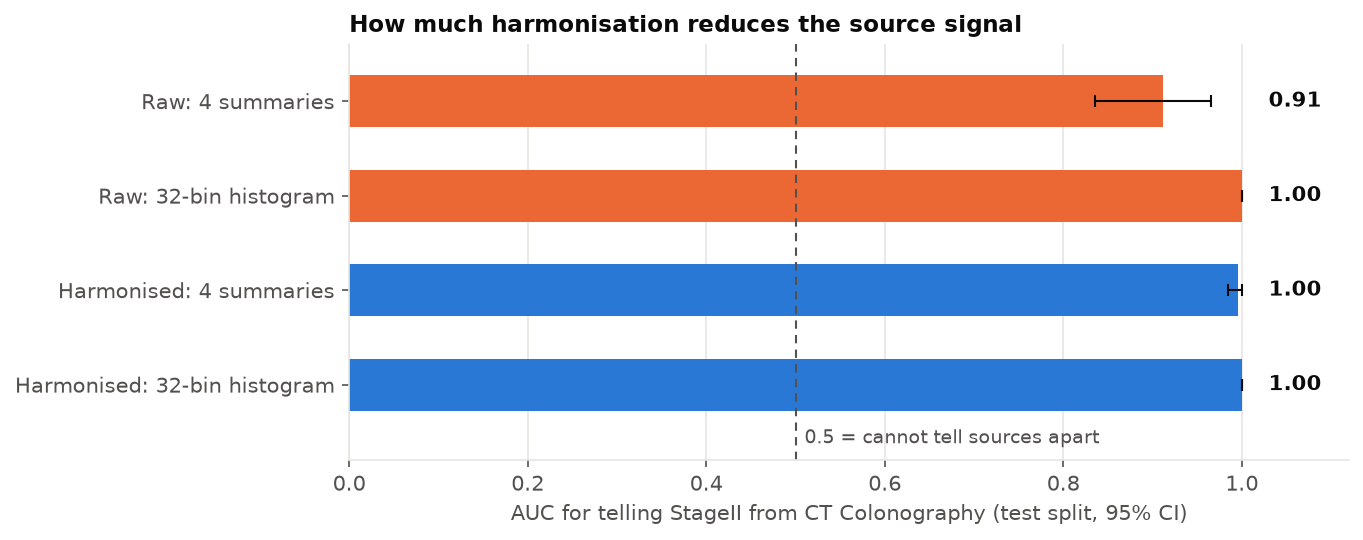 How much harmonisation reduces the source signal
Raw: 4 summaries
0.91
Raw: 32-bin histogram
1.00
Harmonised: 4 summaries
1.00
Harmonised: 32-bin histogram
1.00
0.5 = cannot tell sources apart
0.0 0.2 0.4 0.6 0.8 1.0
AUC for telling StageII from CT Colonography (test split, 95% CI)